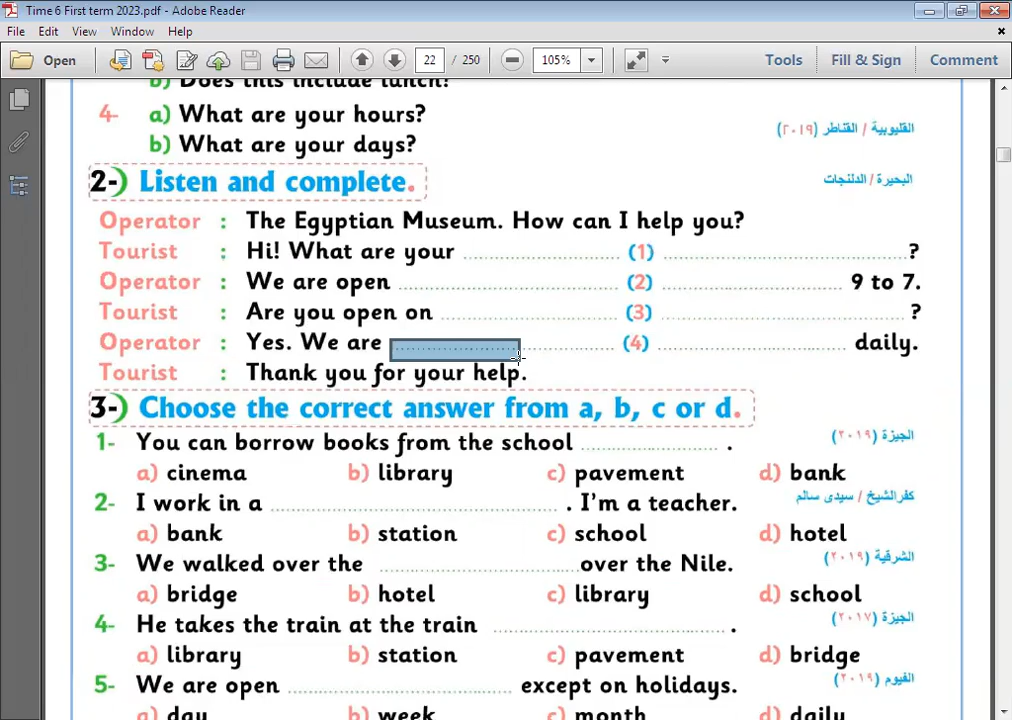 Time 6 First term 2023.pdf - Adobe Reader
File Edit View Window Help
Open 22 / 250 105% Tools Fill & Sign Comment
b) Does this include lunch?
4- a) What are your hours? القليوبية / القناطر (٢٠١٩)
b) What are your days?
2-) Listen and complete. البحيرة / الدلنجات
Operator : The Egyptian Museum. How can I help you?
Tourist : Hi! What are your .................... (1) .................... ?
Operator : We are open .................... (2) .................... 9 to 7.
Tourist : Are you open on .................... (3) .................... ?
Operator : Yes. We are .................... (4) .................... daily.
Tourist : Thank you for your help.
3-) Choose the correct answer from a, b, c or d.
1- You can borrow books from the school .................... . الجيزة (٢٠١٩)
a) cinema b) library c) pavement d) bank
2- I work in a .................... . I'm a teacher. كفرالشيخ / سيدى سالم
a) bank b) station c) school d) hotel
3- We walked over the .................... over the Nile. الشرقية (٢٠١٩)
a) bridge b) hotel c) library d) school
4- He takes the train at the train .................... . الجيزة (٢٠١٧)
a) library b) station c) pavement d) bridge
5- We are open .................... except on holidays. الفيوم (٢٠١٩)
a) day b) week c) month d) daily